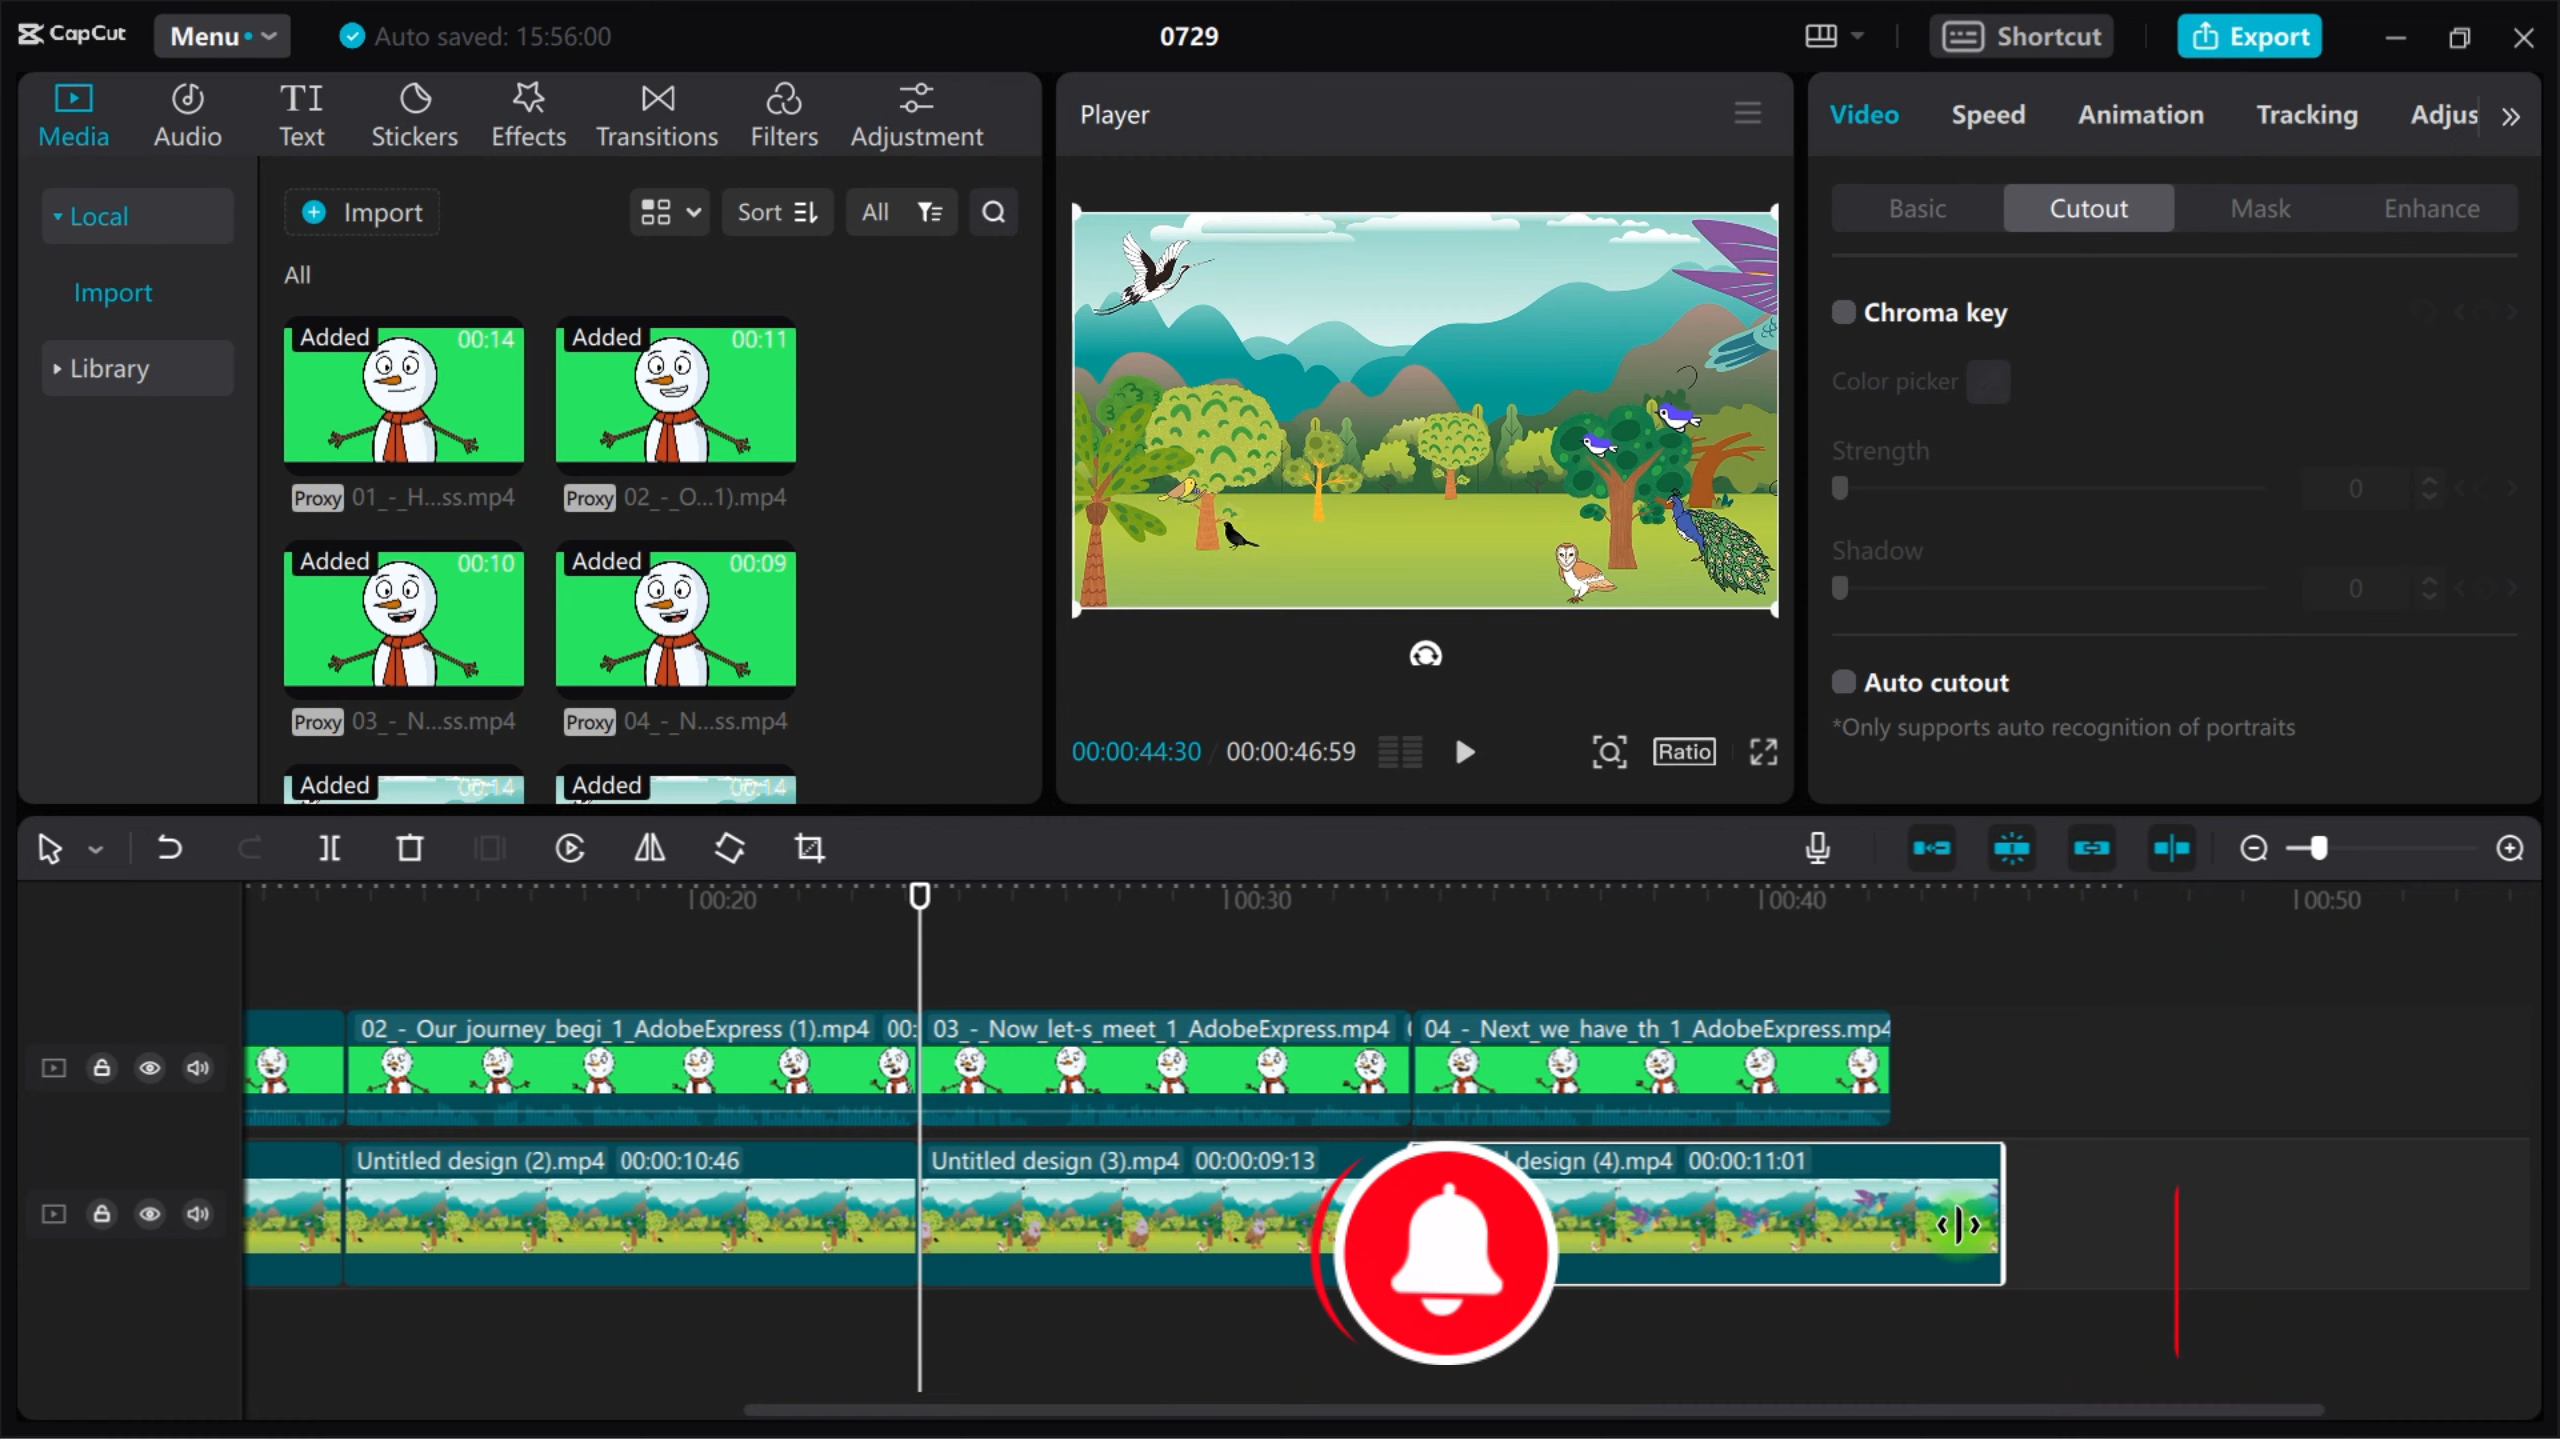 CapCut
Menu
Auto saved: 15:56:00
0729
Shortcut
Export
Media
Audio
Text
Stickers
Effects
Transitions
Filters
Adjustment
Local
Import
Library
Import
Sort
All
All
Added
00:14
Proxy
01_-_H...ss.mp4
Added
00:11
Proxy
02_-_O...1).mp4
Added
00:10
Proxy
03_-_N...ss.mp4
Added
00:09
Proxy
04_-_N...ss.mp4
Added
00:14
Added
00:14
Player
00:00:44:30 / 00:00:46:59
Ratio
Video
Speed
Animation
Tracking
Adjus
Basic
Cutout
Mask
Enhance
Chroma key
Color picker
Strength
0
Shadow
0
Auto cutout
*Only supports auto recognition of portraits
00:20
00:30
00:40
00:50
02_-_Our_journey_begi_1_AdobeExpress (1).mp4 00:
03_-_Now_let-s_meet_1_AdobeExpress.mp4
04_-_Next_we_have_th_1_AdobeExpress.mp4
Untitled design (2).mp4 00:00:10:46
Untitled design (3).mp4 00:00:09:13
design (4).mp4 00:00:11:01